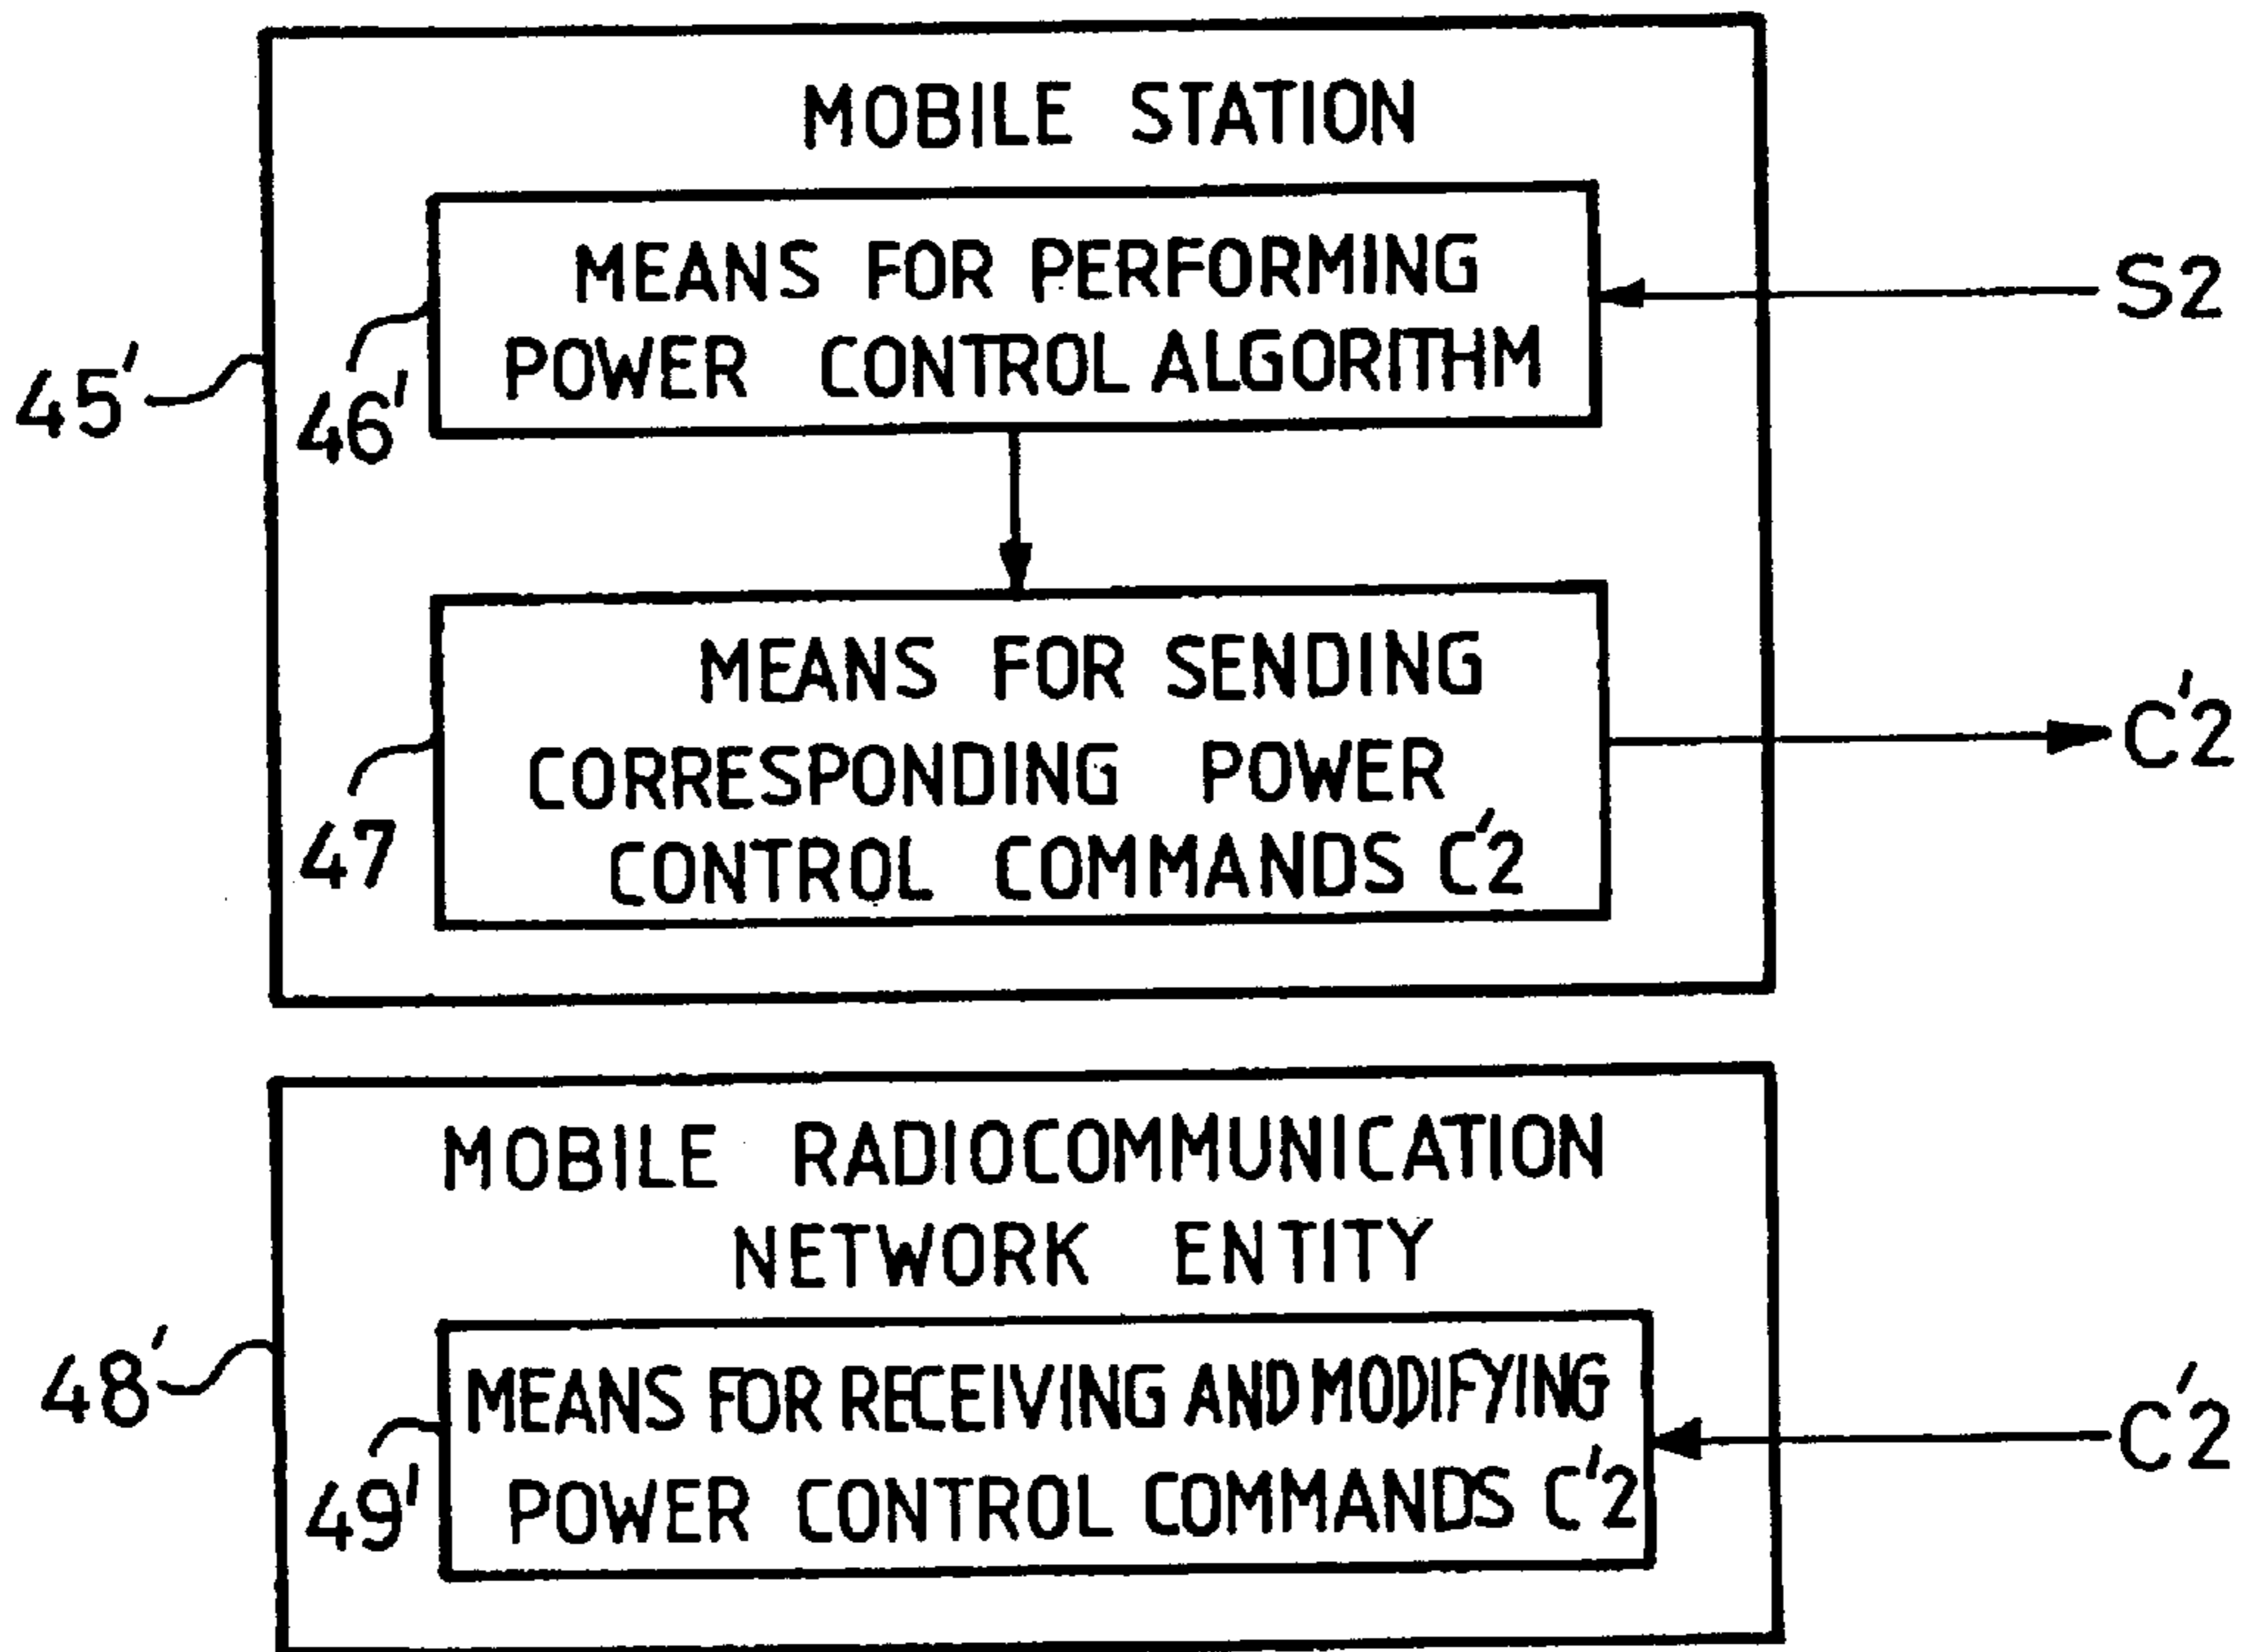 MOBILE STATION
MEANS FOR PERFORMING
POWER CONTROL ALGORITHM
S2
45'
46'
MEANS FOR SENDING
CORRESPONDING POWER
CONTROL COMMANDS C'2
C'2
47
MOBILE RADIOCOMMUNICATION
NETWORK ENTITY
MEANS FOR RECEIVING AND MODIFYING
POWER CONTROL COMMANDS C'2
C'2
48'
49'